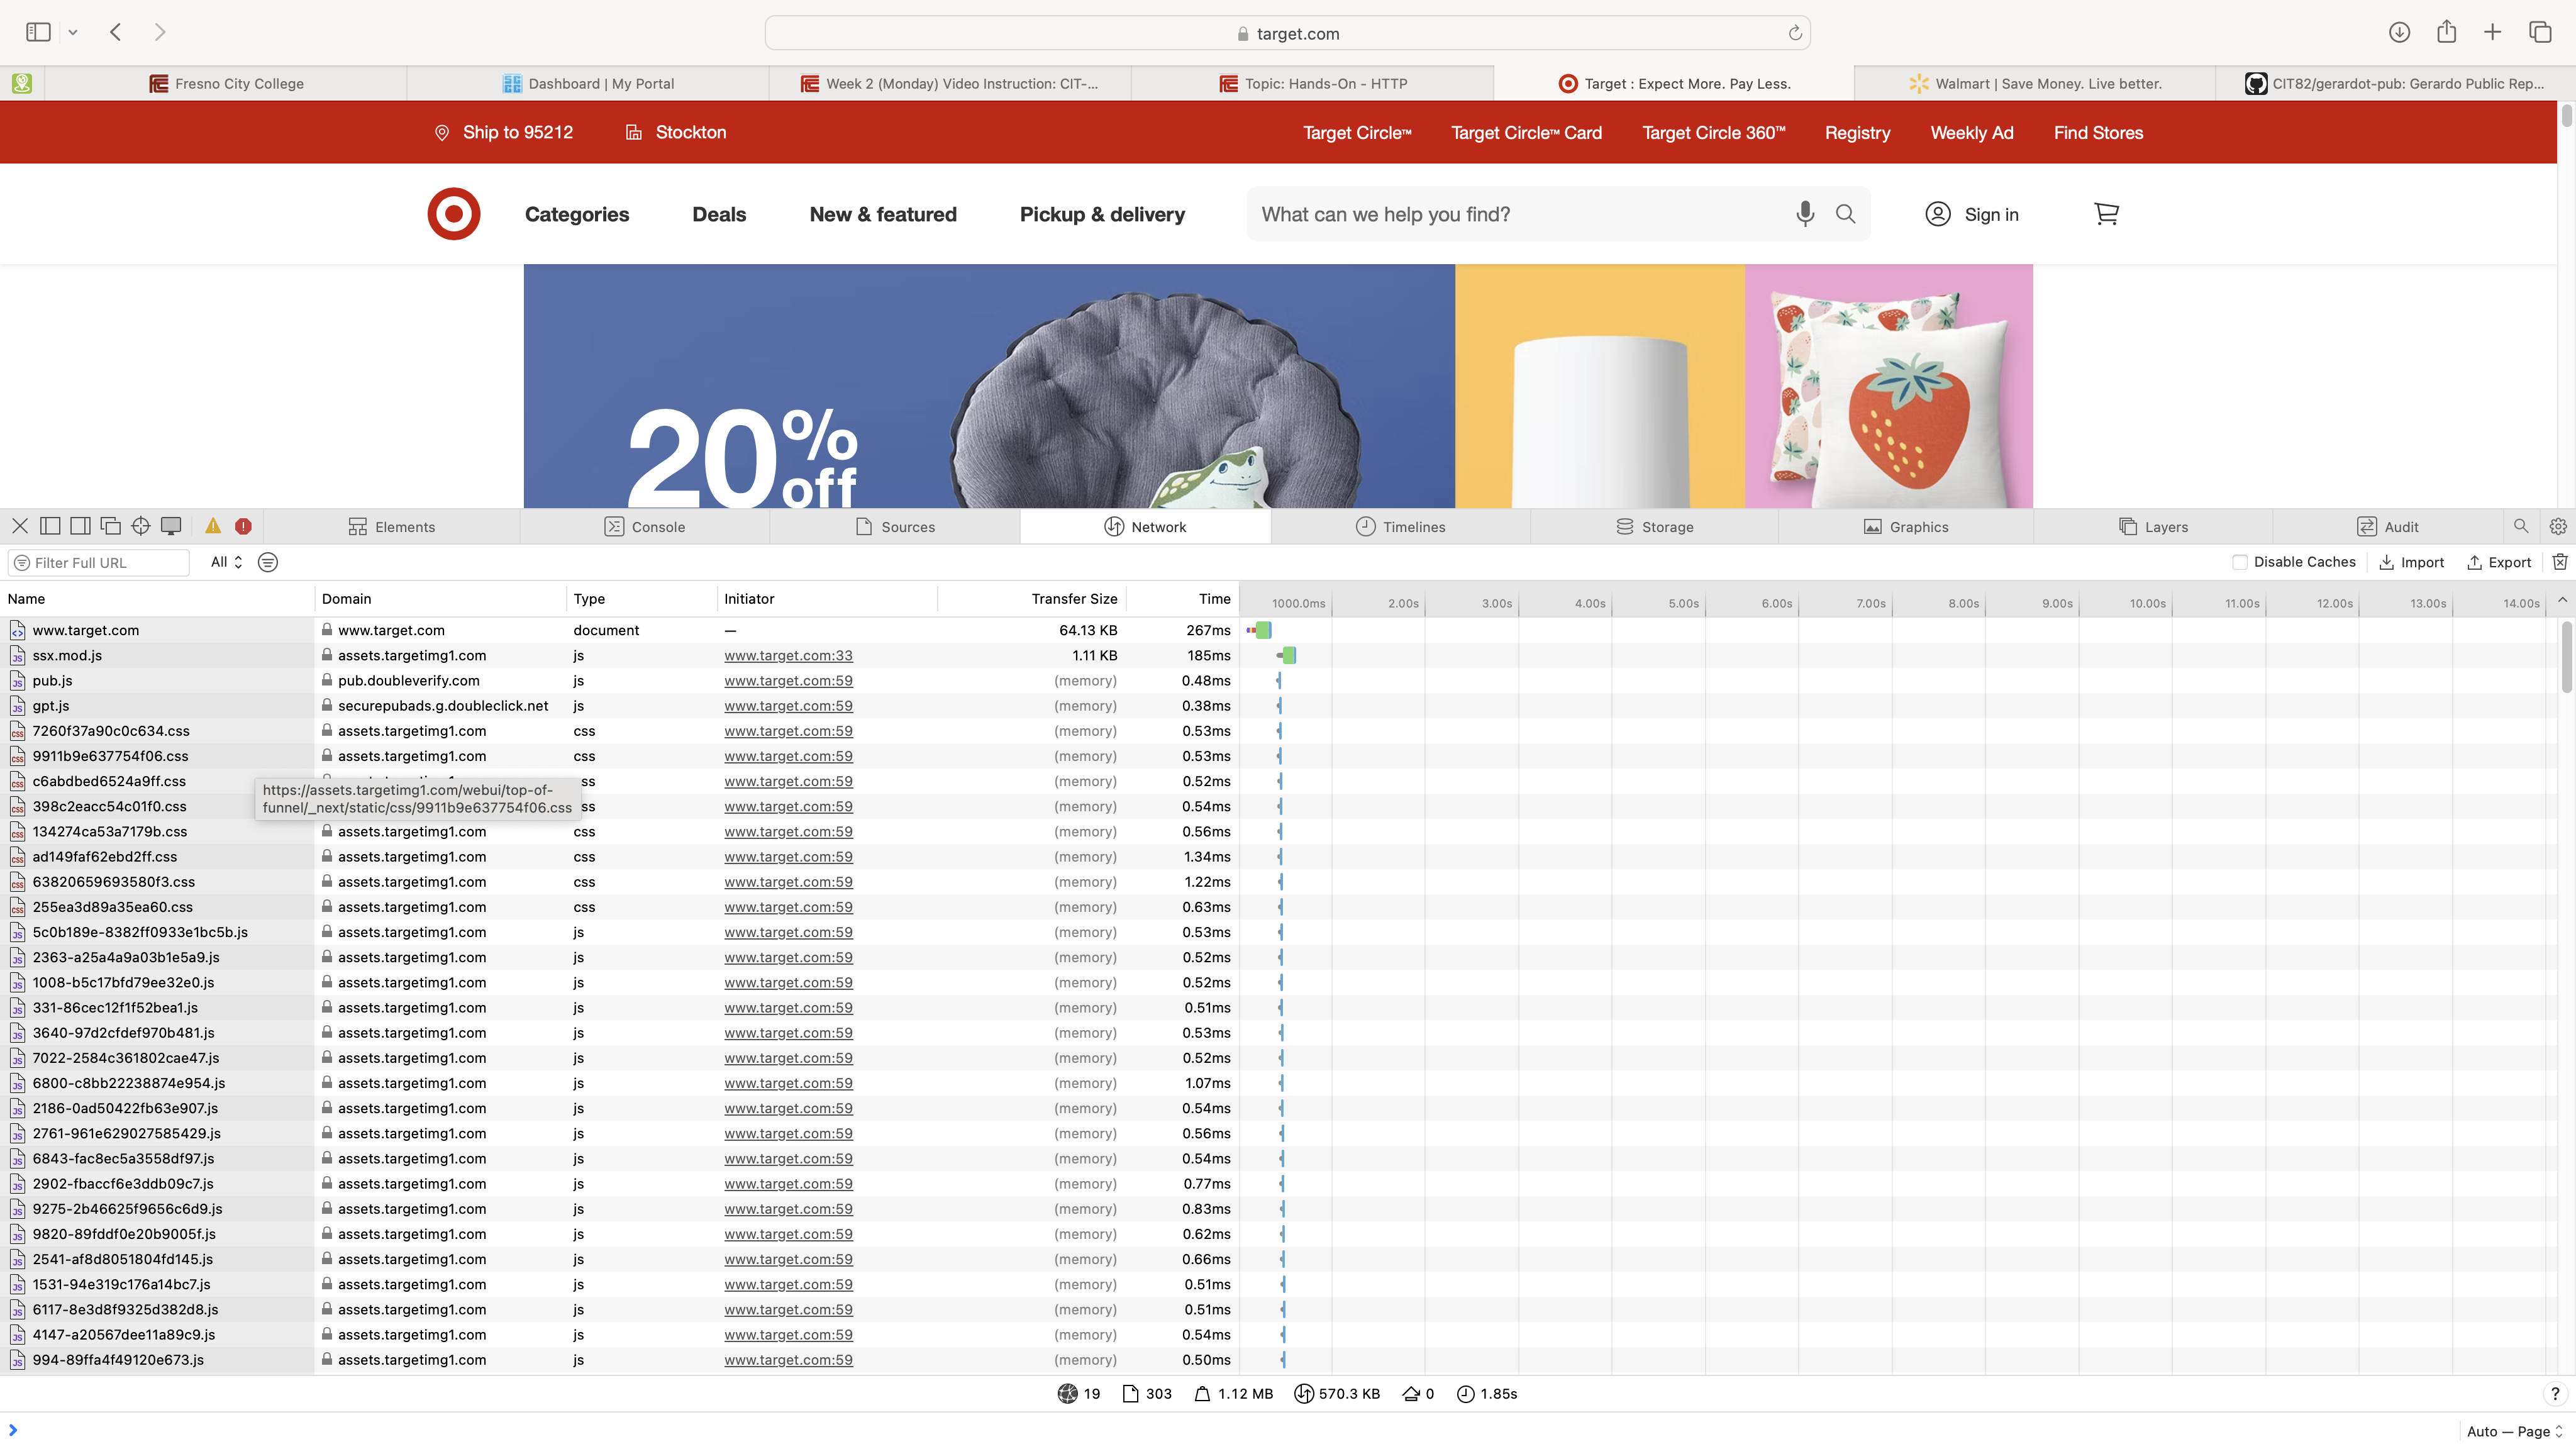 target.com
Fresno City College
Dashboard | My Portal
Week 2 (Monday) Video Instruction: CIT-...
Topic: Hands-On - HTTP
Target : Expect More. Pay Less.
Walmart | Save Money. Live better.
CIT82/gerardot-pub: Gerardo Public Rep...
Ship to 95212 Stockton Target Circle™ Target Circle™ Card Target Circle 360™ Registry Weekly Ad Find Stores
Categories Deals New & featured Pickup & delivery What can we help you find? Sign in
20% off
Elements Console Sources Network Timelines Storage Graphics Layers Audit
Filter Full URL All Disable Caches Import Export
Name Domain Type Initiator Transfer Size Time 1000.0ms 2.00s 3.00s 4.00s 5.00s 6.00s 7.00s 8.00s 9.00s 10.00s 11.00s 12.00s 13.00s 14.00s
www.target.com www.target.com document — 64.13 KB 267ms
ssx.mod.js assets.targetimg1.com js www.target.com:33 1.11 KB 185ms
pub.js pub.doubleverify.com js www.target.com:59 (memory) 0.48ms
gpt.js securepubads.g.doubleclick.net js www.target.com:59 (memory) 0.38ms
7260f37a90c0c634.css assets.targetimg1.com css www.target.com:59 (memory) 0.53ms
9911b9e637754f06.css assets.targetimg1.com css www.target.com:59 (memory) 0.53ms
c6abdbed6524a9ff.css ss www.target.com:59 (memory) 0.52ms
https://assets.targetimg1.com/webui/top-of-
funnel/_next/static/css/9911b9e637754f06.css
398c2eacc54c01f0.css ss www.target.com:59 (memory) 0.54ms
134274ca53a7179b.css assets.targetimg1.com css www.target.com:59 (memory) 0.56ms
ad149faf62ebd2ff.css assets.targetimg1.com css www.target.com:59 (memory) 1.34ms
63820659693580f3.css assets.targetimg1.com css www.target.com:59 (memory) 1.22ms
255ea3d89a35ea60.css assets.targetimg1.com css www.target.com:59 (memory) 0.63ms
5c0b189e-8382ff0933e1bc5b.js assets.targetimg1.com js www.target.com:59 (memory) 0.53ms
2363-a25a4a9a03b1e5a9.js assets.targetimg1.com js www.target.com:59 (memory) 0.52ms
1008-b5c17bfd79ee32e0.js assets.targetimg1.com js www.target.com:59 (memory) 0.52ms
331-86cec12f1f52bea1.js assets.targetimg1.com js www.target.com:59 (memory) 0.51ms
3640-97d2cfdef970b481.js assets.targetimg1.com js www.target.com:59 (memory) 0.53ms
7022-2584c361802cae47.js assets.targetimg1.com js www.target.com:59 (memory) 0.52ms
6800-c8bb22238874e954.js assets.targetimg1.com js www.target.com:59 (memory) 1.07ms
2186-0ad50422fb63e907.js assets.targetimg1.com js www.target.com:59 (memory) 0.54ms
2761-961e629027585429.js assets.targetimg1.com js www.target.com:59 (memory) 0.56ms
6843-fac8ec5a3558df97.js assets.targetimg1.com js www.target.com:59 (memory) 0.54ms
2902-fbaccf6e3ddb09c7.js assets.targetimg1.com js www.target.com:59 (memory) 0.77ms
9275-2b46625f9656c6d9.js assets.targetimg1.com js www.target.com:59 (memory) 0.83ms
9820-89fddf0e20b9005f.js assets.targetimg1.com js www.target.com:59 (memory) 0.62ms
2541-af8d8051804fd145.js assets.targetimg1.com js www.target.com:59 (memory) 0.66ms
1531-94e319c176a14bc7.js assets.targetimg1.com js www.target.com:59 (memory) 0.51ms
6117-8e3d8f9325d382d8.js assets.targetimg1.com js www.target.com:59 (memory) 0.51ms
4147-a20567dee11a89c9.js assets.targetimg1.com js www.target.com:59 (memory) 0.54ms
994-89ffa4f49120e673.js assets.targetimg1.com js www.target.com:59 (memory) 0.50ms
19 303 1.12 MB 570.3 KB 0 1.85s ?
Auto — Page